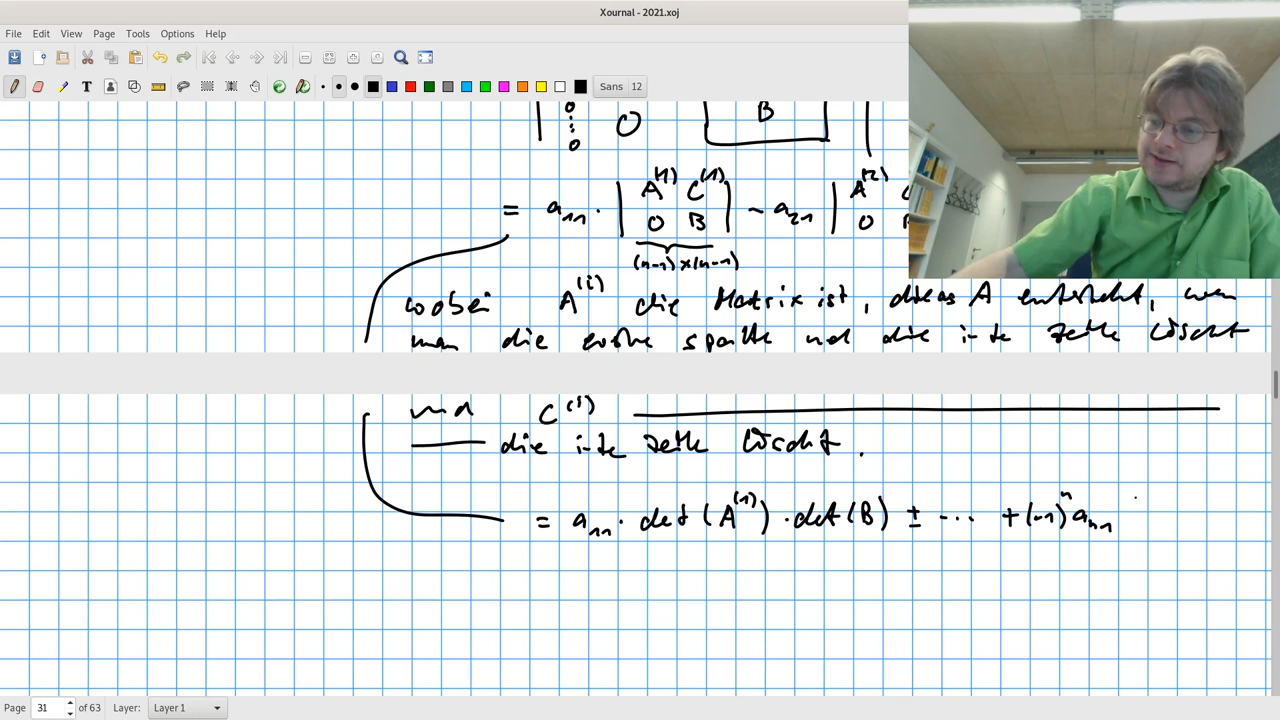 Xournal - 2021.xoj
File Edit View Page Tools Options Help
Sans 12
0 0 B
0
= a₁₁ · | A⁽¹⁾ C⁽¹⁾ | - a₂₁ | A⁽²⁾
0 B 0
(n-1)×(n-1)
wobei A⁽ⁱ⁾ die Matrix ist, die aus A entsteht, wenn
man die erste Spalte und die i-te Zeile löscht
und C⁽ⁱ⁾
die i-te Zeile löscht.
= a₁₁ · det(A⁽¹⁾) · det(B) ± ... + (-1)ⁿ aₙ₁
Page 31 of 63 Layer: Layer 1